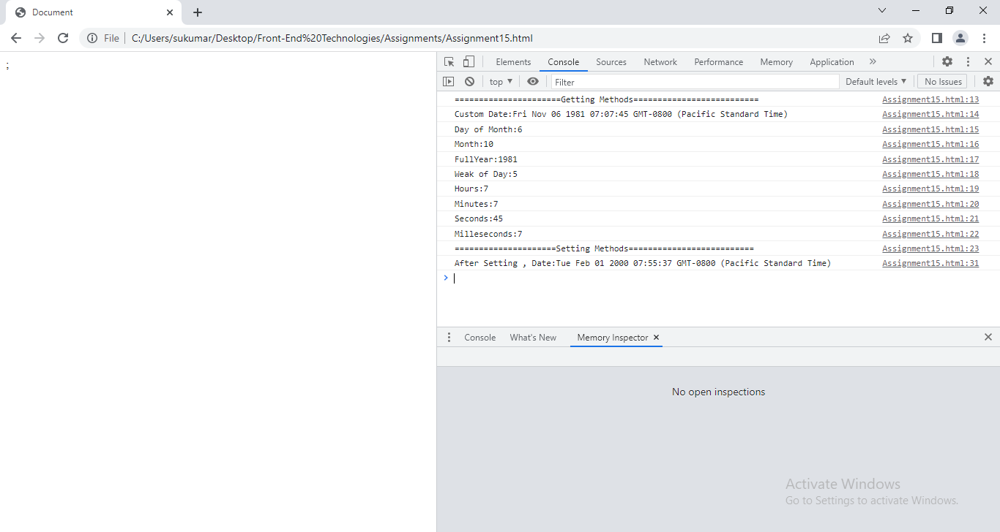 Document
File C:/Users/sukumar/Desktop/Front-End%20Technologies/Assignments/Assignment15.html
;
Elements Console Sources Network Performance Memory Application
top Filter Default levels No Issues
======================Getting Methods========================== Assignment15.html:13
Custom Date:Fri Nov 06 1981 07:07:45 GMT-0800 (Pacific Standard Time) Assignment15.html:14
Day of Month:6 Assignment15.html:15
Month:10 Assignment15.html:16
FullYear:1981 Assignment15.html:17
Weak of Day:5 Assignment15.html:18
Hours:7 Assignment15.html:19
Minutes:7 Assignment15.html:20
Seconds:45 Assignment15.html:21
Milleseconds:7 Assignment15.html:22
=====================Setting Methods========================== Assignment15.html:23
After Setting , Date:Tue Feb 01 2000 07:55:37 GMT-0800 (Pacific Standard Time) Assignment15.html:31
Console What's New Memory Inspector
No open inspections
Activate Windows
Go to Settings to activate Windows.